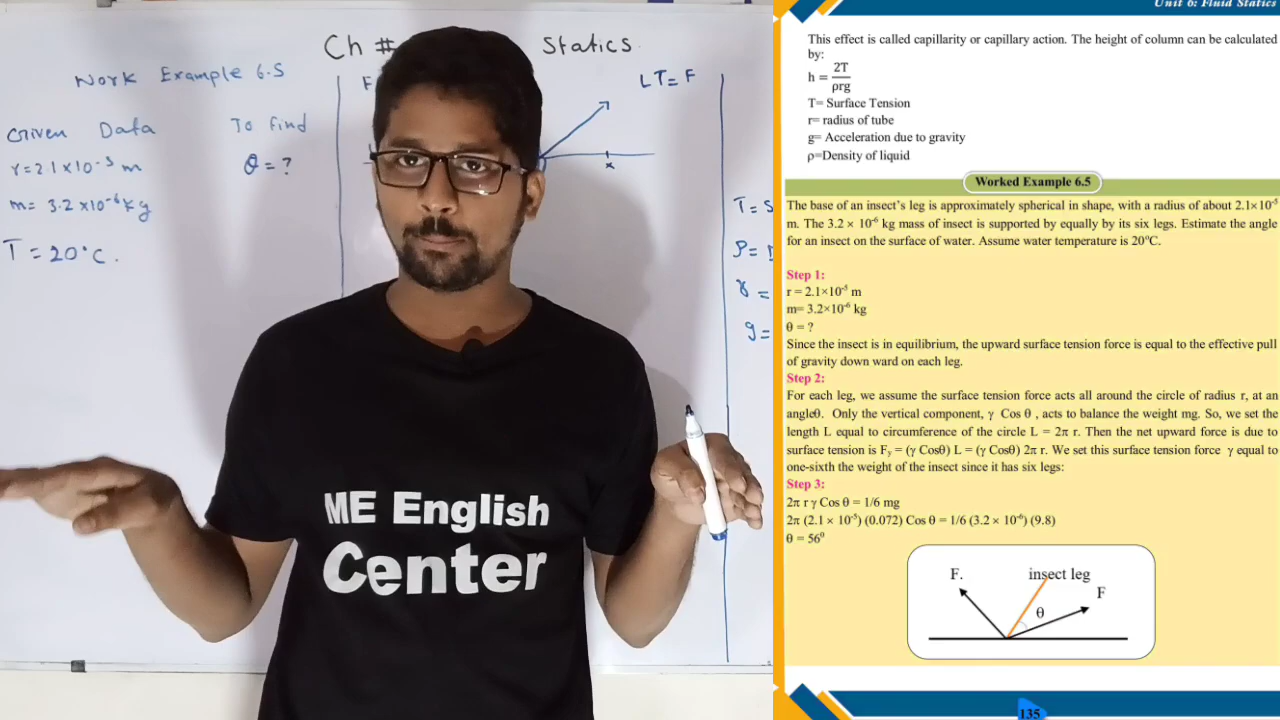 Ch #
Statics
Work Example 6.5
LT = F
Given Data
To find
r = 2.1 x 10⁻⁵ m
θ = ?
m = 3.2 x 10⁻⁶ kg
T = 20°C.
F
x
T =
ρ =
γ =
g =
ME English
Center
Unit 6: Fluid Statics
This effect is called capillarity or capillary action. The height of column can be calculated
by:
h = 2T/ρrg
T= Surface Tension
r= radius of tube
g= Acceleration due to gravity
ρ=Density of liquid
Worked Example 6.5
The base of an insect's leg is approximately spherical in shape, with a radius of about 2.1×10⁻⁵
m. The 3.2 × 10⁻⁶ kg mass of insect is supported by equally by its six legs. Estimate the angle
for an insect on the surface of water. Assume water temperature is 20°C.
Step 1:
r = 2.1×10⁻⁵ m
m= 3.2×10⁻⁶ kg
θ = ?
Since the insect is in equilibrium, the upward surface tension force is equal to the effective pull
of gravity down ward on each leg.
Step 2:
For each leg, we assume the surface tension force acts all around the circle of radius r, at an
angleθ. Only the vertical component, γ Cos θ , acts to balance the weight mg. So, we set the
length L equal to circumference of the circle L = 2π r. Then the net upward force is due to
surface tension is Fᵧ = (γ Cosθ) L = (γ Cosθ) 2π r. We set this surface tension force γ equal to
one-sixth the weight of the insect since it has six legs:
Step 3:
2π r γ Cos θ = 1/6 mg
2π (2.1 × 10⁻⁵) (0.072) Cos θ = 1/6 (3.2 × 10⁻⁶) (9.8)
θ = 56⁰
F.
insect leg
F
θ
135